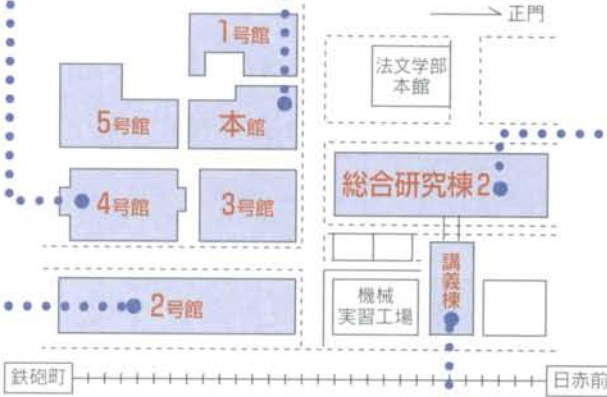 正門
1号館
法文学部
本館
5号館
本館
総合研究棟2
4号館
3号館
講義棟
2号館
機械
実習工場
鉄砲町
日赤前